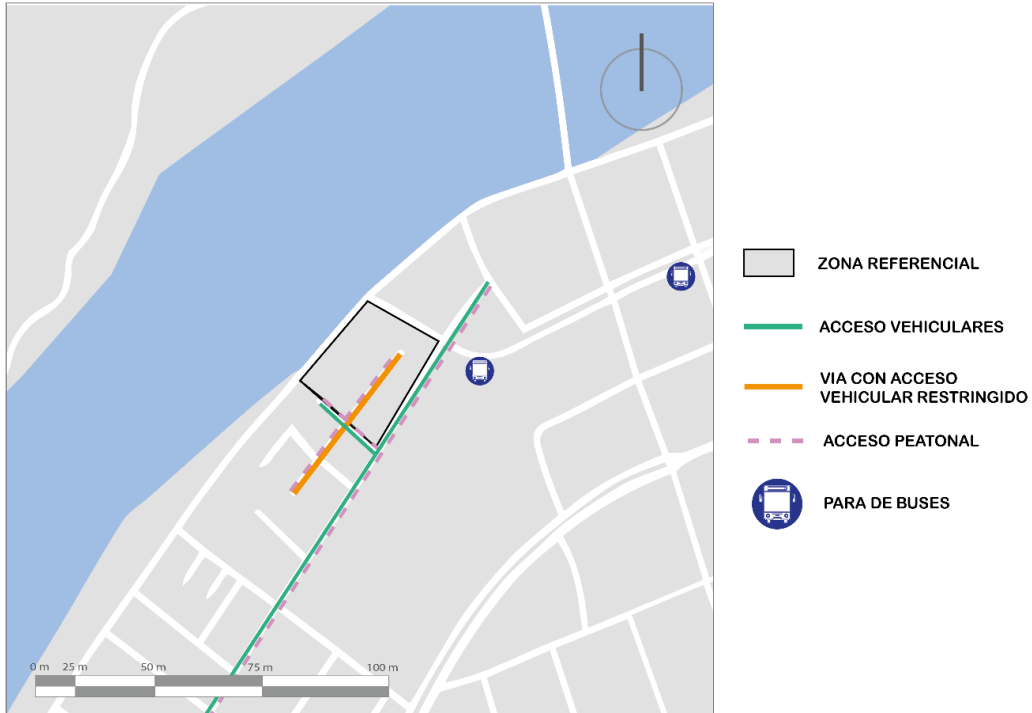 ZONA REFERENCIAL
ACCESO VEHICULARES
VIA CON ACCESO
VEHICULAR RESTRINGIDO
ACCESO PEATONAL
PARA DE BUSES
0 m 25 m 50 m 75 m 100 m